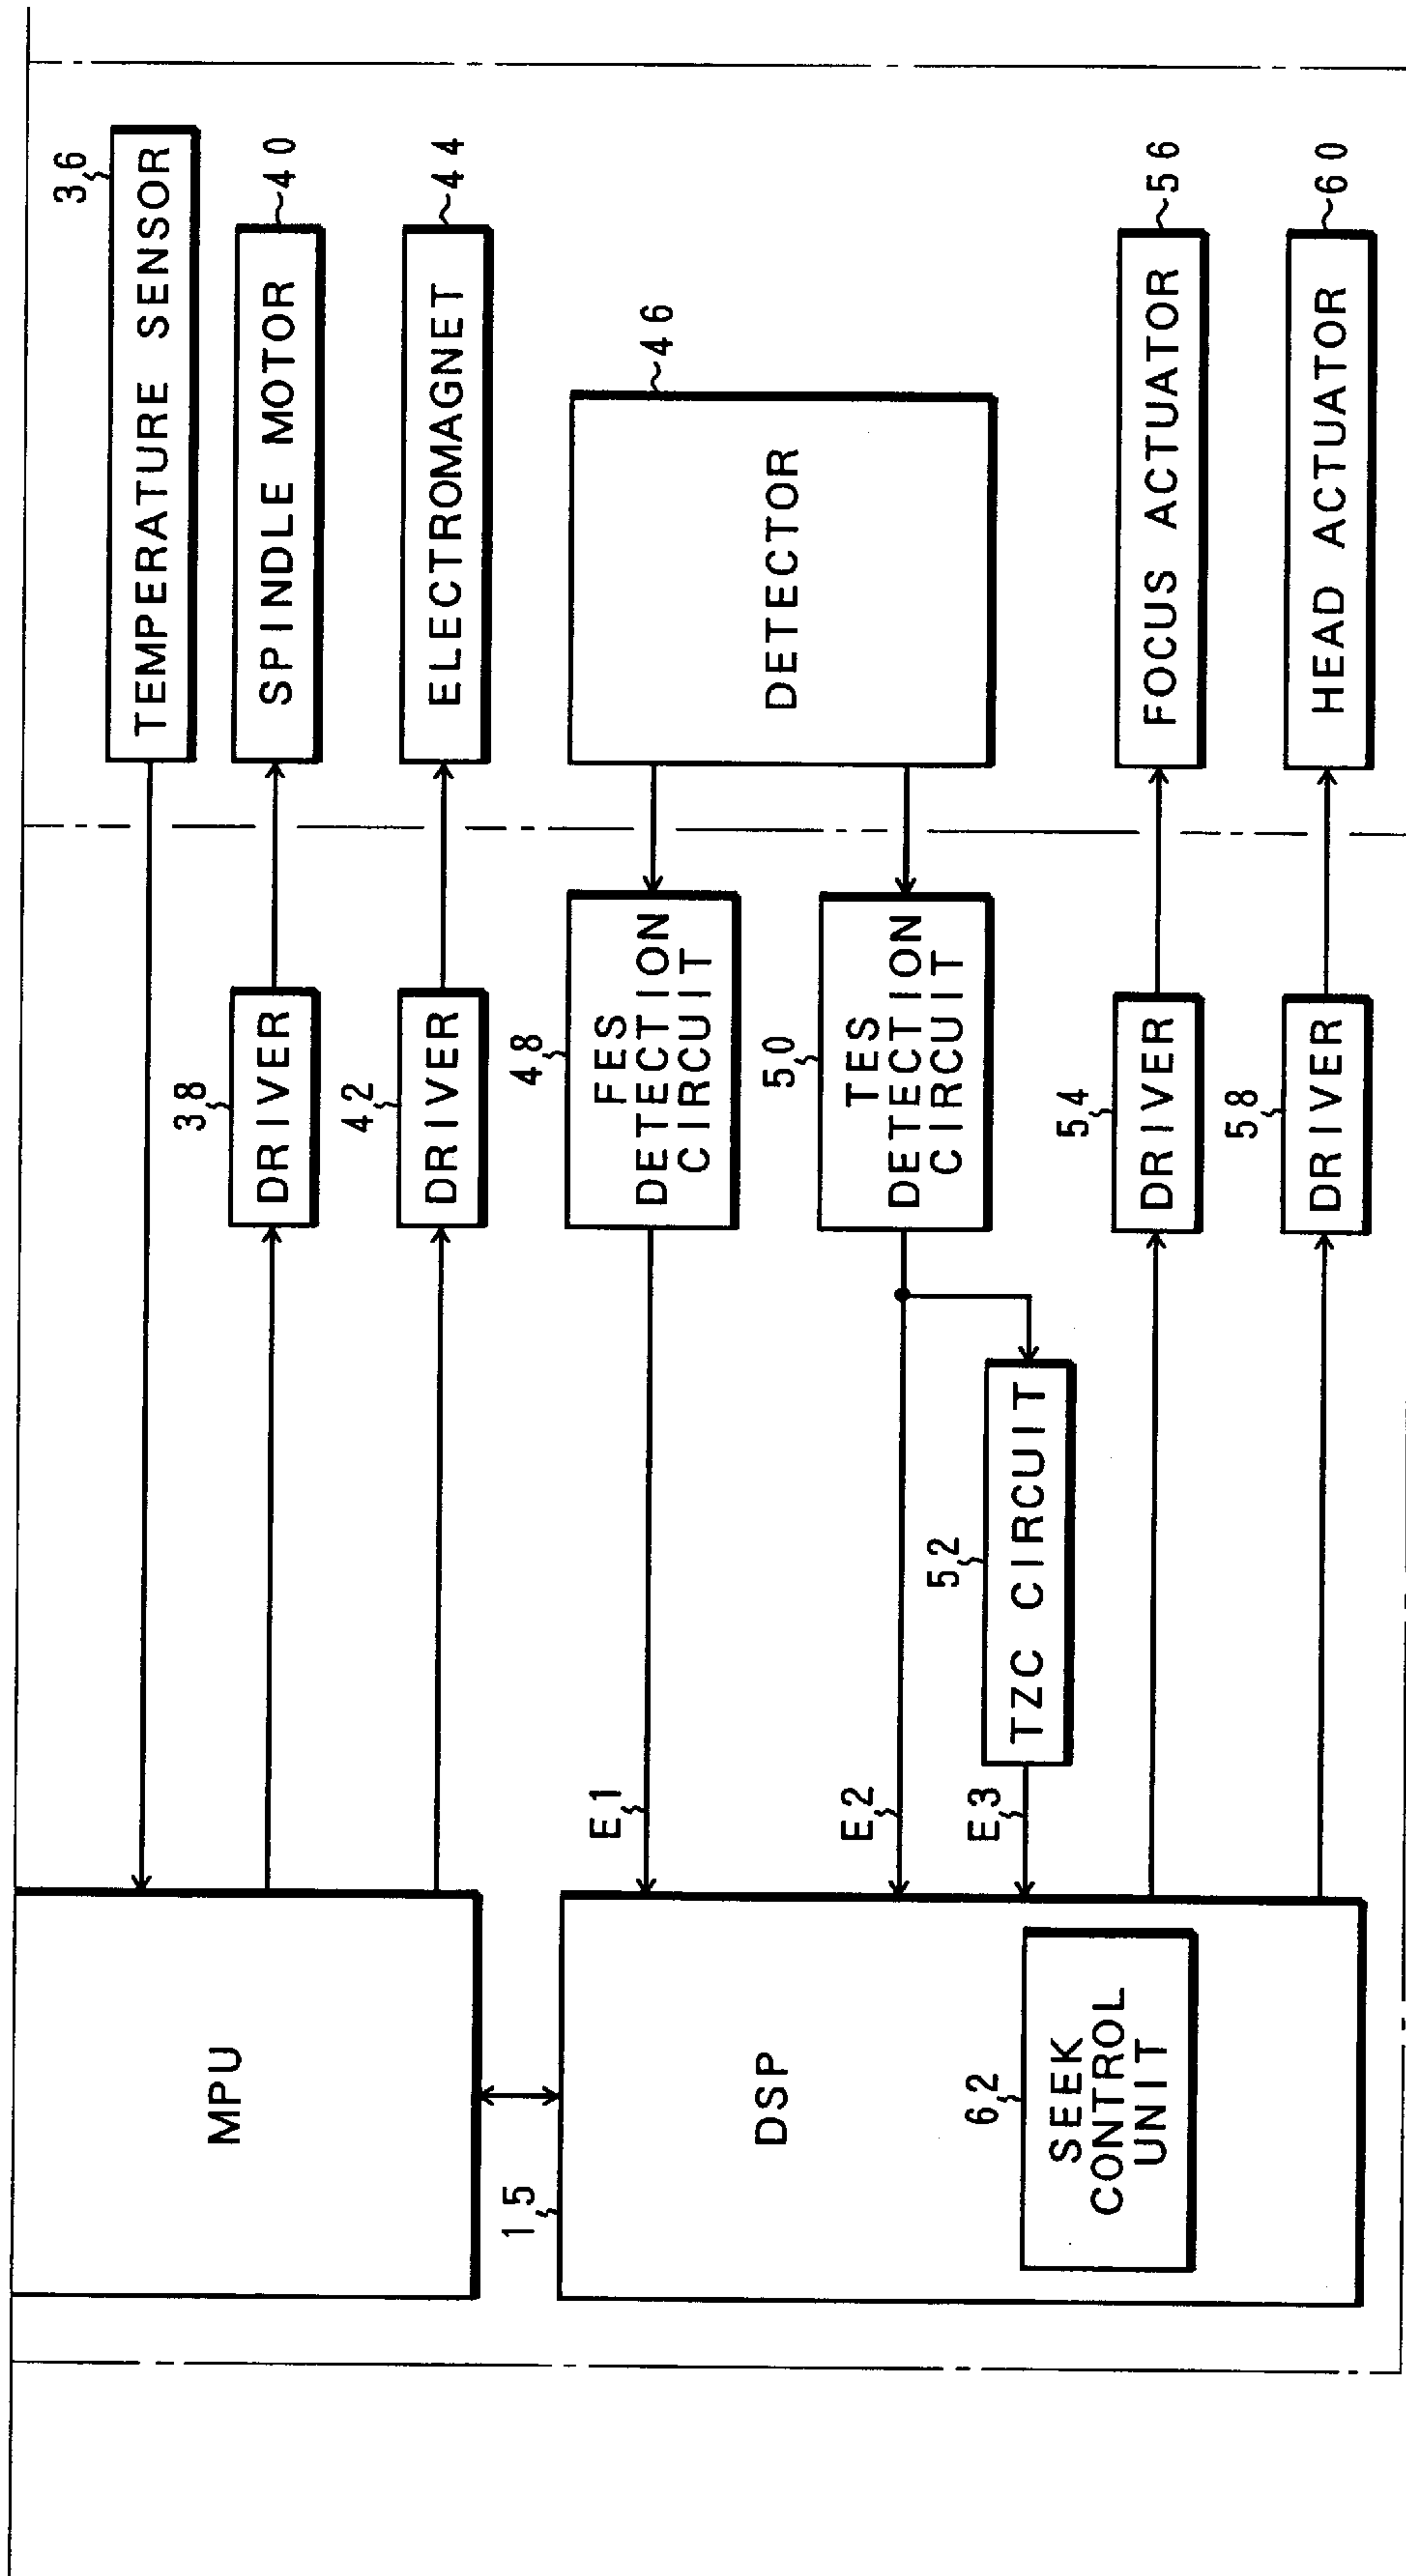 36
TEMPERATURE SENSOR
38
DRIVER
SPINDLE MOTOR
40
MPU
42
DRIVER
ELECTROMAGNET
44
15
DSP
E1
48
FES
DETECTION
CIRCUIT
DETECTOR
46
E2
50
TES
DETECTION
CIRCUIT
E3
52
TZC CIRCUIT
62
SEEK
CONTROL
UNIT
54
DRIVER
FOCUS ACTUATOR
56
58
DRIVER
HEAD ACTUATOR
60